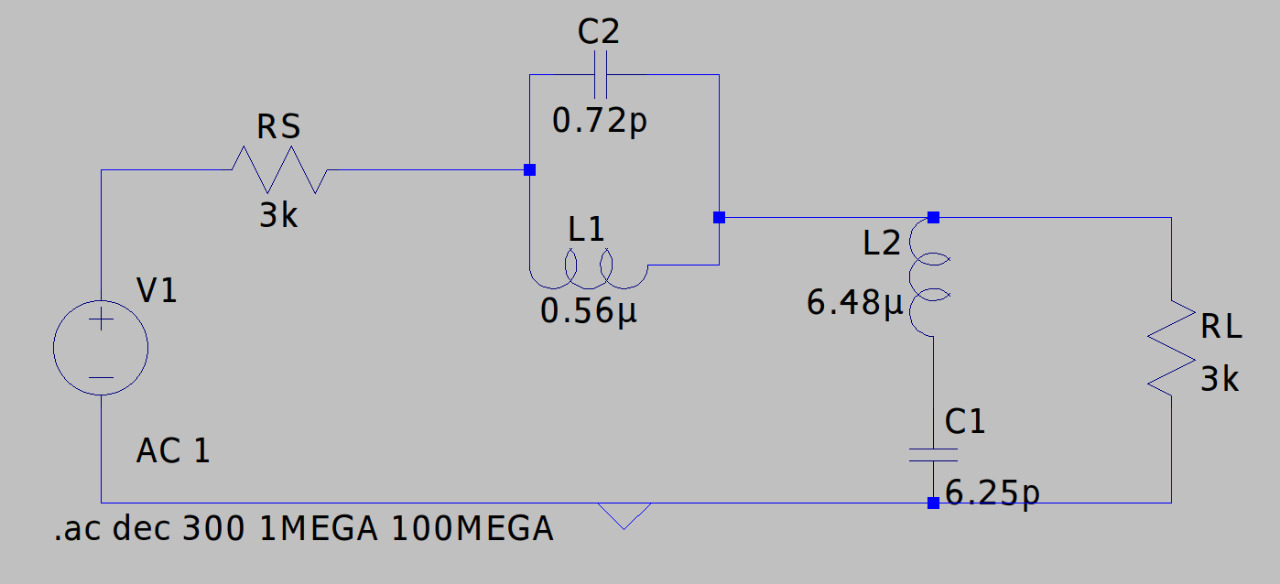 C2
0.72p
RS
3k
L1
0.56µ
L2
6.48µ
V1
AC 1
RL
3k
C1
6.25p
.ac dec 300 1MEGA 100MEGA